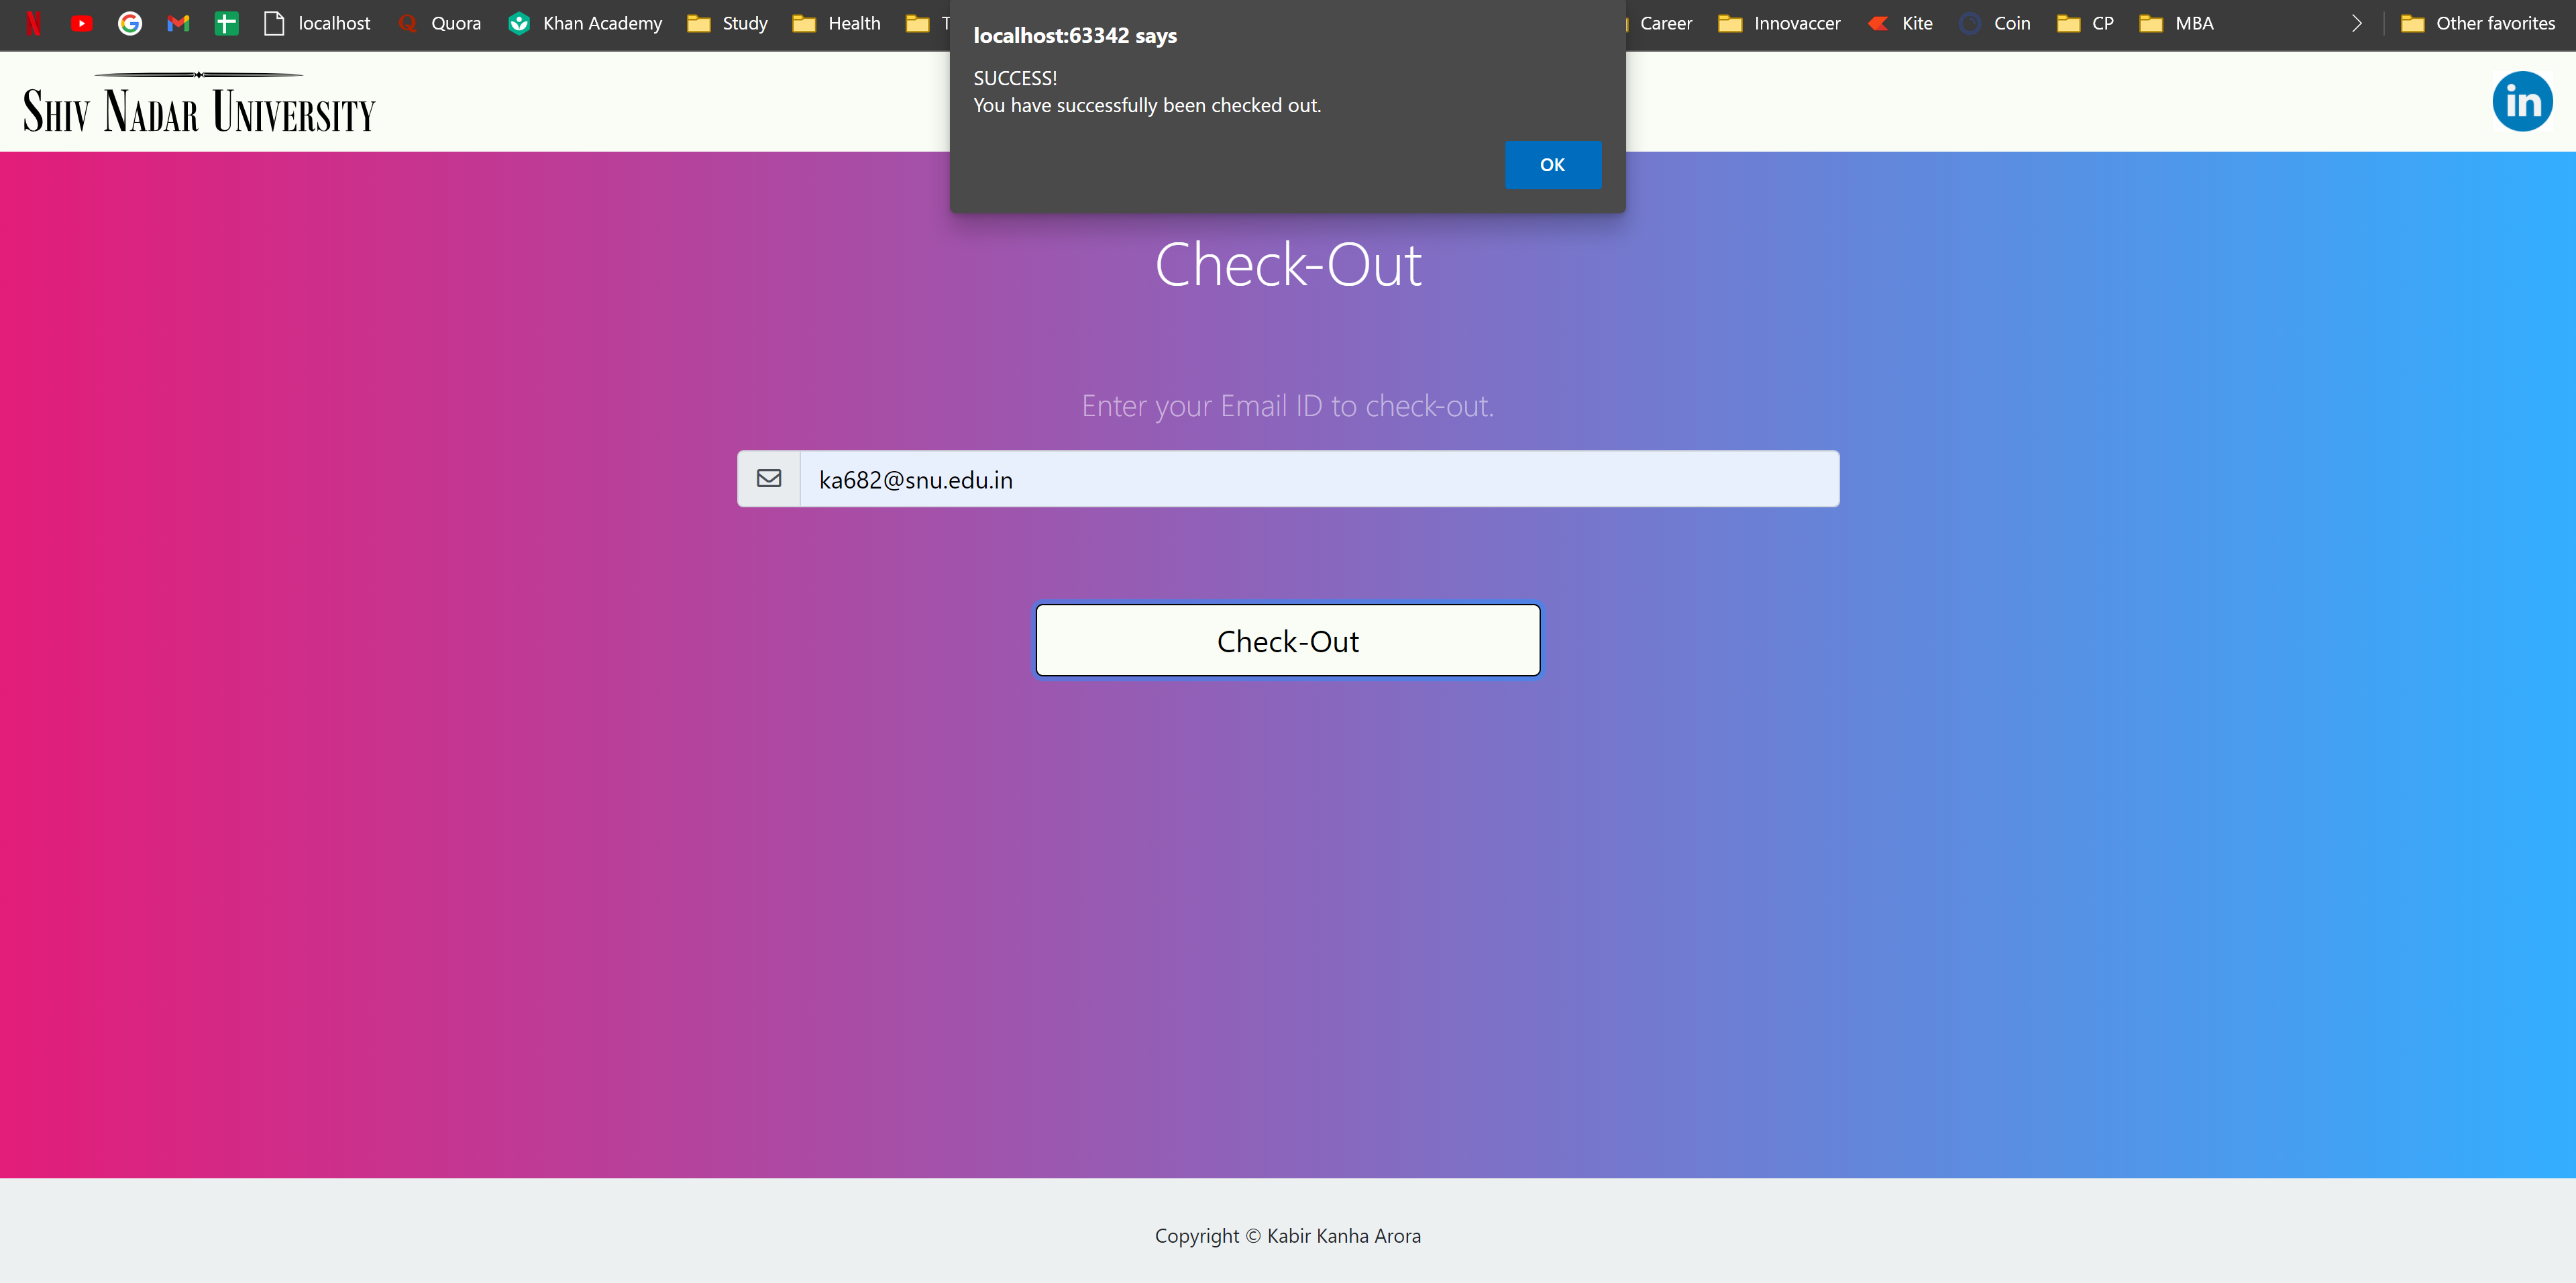 localhost Quora Khan Academy Study Health T Career Innovaccer Kite Coin CP MBA Other favorites
localhost:63342 says
SUCCESS!
You have successfully been checked out.
OK
SHIV NADAR UNIVERSITY
in
Check-Out
Enter your Email ID to check-out.
ka682@snu.edu.in
Check-Out
Copyright © Kabir Kanha Arora